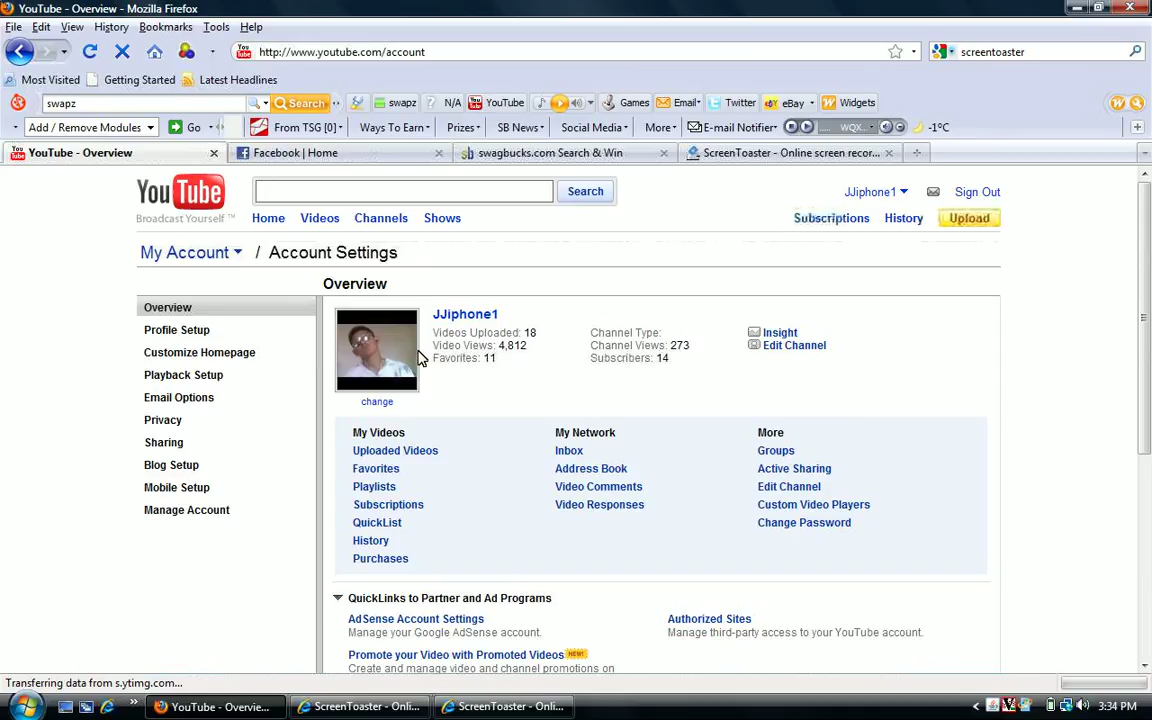 YouTube - Overview - Mozilla Firefox
File Edit View History Bookmarks Tools Help
http://www.youtube.com/account screentoaster
Most Visited Getting Started Latest Headlines
swapz Search swapz N/A YouTube Games Email Twitter eBay Widgets
Add / Remove Modules Go From TSG [0] Ways To Earn Prizes SB News Social Media More E-mail Notifier WQX... -1°C
YouTube - Overview Facebook | Home swagbucks.com Search & Win ScreenToaster - Online screen recor...
YouTube Search JJiphone1 Sign Out
Broadcast Yourself™ Home Videos Channels Shows Subscriptions History Upload
My Account / Account Settings
Overview
Overview
Profile Setup
Customize Homepage
Playback Setup
Email Options
Privacy
Sharing
Blog Setup
Mobile Setup
Manage Account
JJiphone1
Videos Uploaded: 18 Channel Type: Insight
Video Views: 4,812 Channel Views: 273 Edit Channel
Favorites: 11 Subscribers: 14
change
My Videos My Network More
Uploaded Videos Inbox Groups
Favorites Address Book Active Sharing
Playlists Video Comments Edit Channel
Subscriptions Video Responses Custom Video Players
QuickList Change Password
History
Purchases
QuickLinks to Partner and Ad Programs
AdSense Account Settings Authorized Sites
Manage your Google AdSense account. Manage third-party access to your YouTube account.
Promote your Video with Promoted Videos NEW!
Create and manage video and channel promotions on
Transferring data from s.ytimg.com...
YouTube - Overvie... ScreenToaster - Onli... ScreenToaster - Onli... 3:34 PM